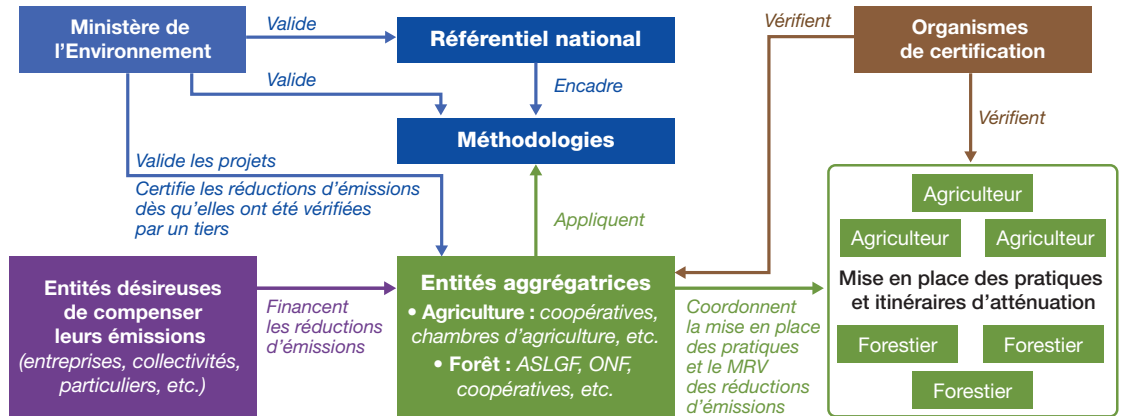 Ministère de
l'Environnement
Valide
Référentiel national
Vérifient
Organismes
de certification
Valide
Encadre
Méthodologies
Vérifient
Valide les projets
Certifie les réductions d'émissions
dès qu'elles ont été vérifiées
par un tiers
Appliquent
Agriculteur
Agriculteur
Agriculteur
Mise en place des pratiques
et itinéraires d'atténuation
Forestier
Forestier
Forestier
Entités désireuses
de compenser
leurs émissions
(entreprises, collectivités,
particuliers, etc.)
Financent
les réductions
d'émissions
Entités aggrégatrices
• Agriculture : coopératives,
chambres d'agriculture, etc.
• Forêt : ASLGF, ONF,
coopératives, etc.
Coordonnent
la mise en place
des pratiques
et le MRV
des réductions
d'émissions